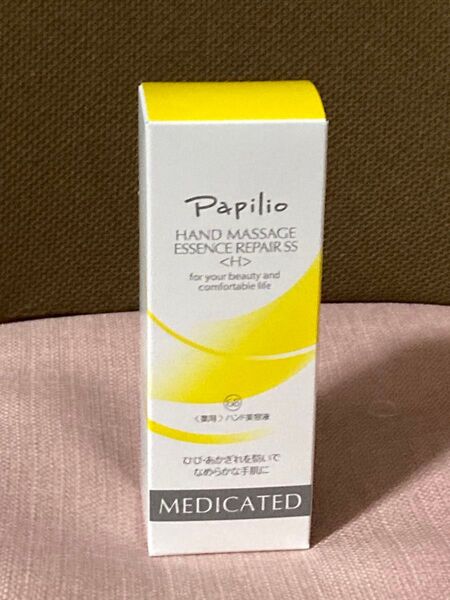 Papilio
HAND MASSAGE
ESSENCE REPAIR SS
<H>
for your beauty and
comfortable life
<薬用>ハンド美容液
ひび・あかぎれを防いで
なめらかな手肌に
MEDICATED